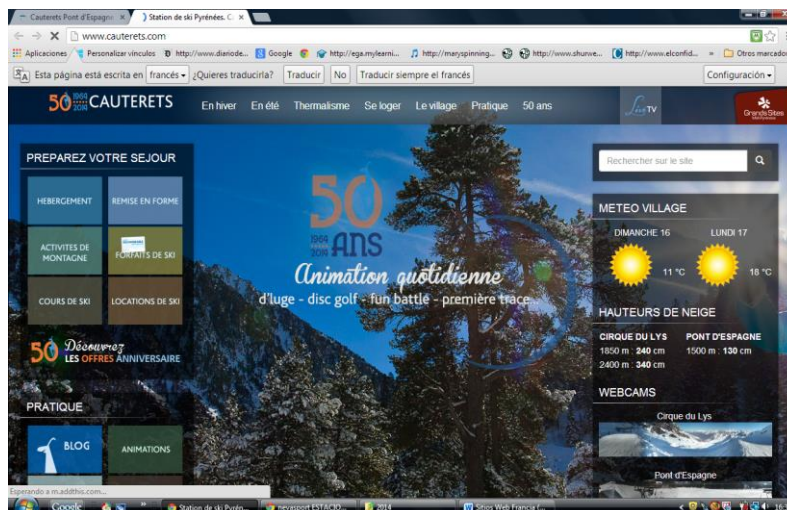 Cauterets Pont d'Espagne
Station de ski Pyrénées. C
www.cauterets.com
Aplicaciones
Personalizar vínculos
http://www.diariode...
Google
http://ega.mylearni...
http://maryspinning...
http://www.shurwe...
http://www.elconfid...
»
Otros marcado
Esta página está escrita en francés ¿Quieres traducirla? Traducir No Traducir siempre el francés Configuración
50 1964 2014 CAUTERETS
En hiver En été Thermalisme Se loger Le village Pratique 50 ans
TV
Grands Sites
PREPAREZ VOTRE SEJOUR
HEBERGEMENT
REMISE EN FORME
ACTIVITES DE
MONTAGNE
FORFAITS DE SKI
COURS DE SKI
LOCATIONS DE SKI
50 Découvrez
LES OFFRES ANNIVERSAIRE
PRATIQUE
BLOG
ANIMATIONS
50
1964
2014
ANS
Animation quotidienne
d'luge - disc golf - fun battle - première trace...
Rechercher sur le site
METEO VILLAGE
DIMANCHE 16
LUNDI 17
11 °C
18 °C
HAUTEURS DE NEIGE
CIRQUE DU LYS
1850 m : 240 cm
2400 m : 340 cm
PONT D'ESPAGNE
1500 m : 130 cm
WEBCAMS
Cirque du Lys
Pont d'Espagne
Esperando a m.addthis.com...
Google
Station de ski Pyrén...
nevasport ESTACIO...
2014
Sitios Web Francia (...
16: